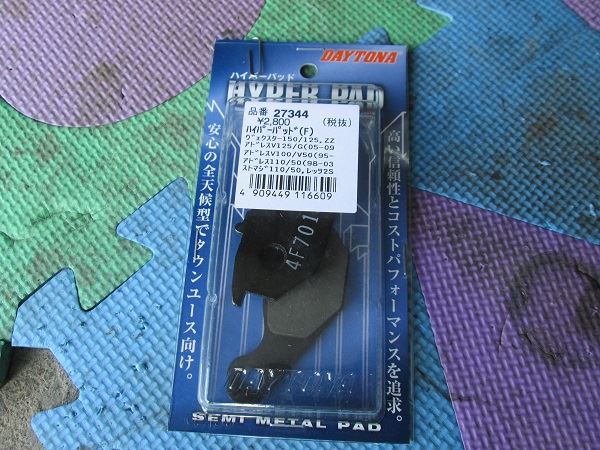 DAYTONA
ハイパーパッド
HYPER PAD
品番 27344
¥2,800 (税抜)
ﾊｲﾊﾟｰﾊﾟｯﾄﾞ(F)
ヴェクスター150/125,ZZ
アドレスV125/G(05-09
アドレスV100/V50(95-
アドレス110/50(98-03
ストマジ110/50,レッツ2S
4 909449 116609
高い信頼性とコストパフォーマンスを追求。
安心の全天候型でタウンユース向け。
4F701
DAYTONA
SEMI METAL PAD